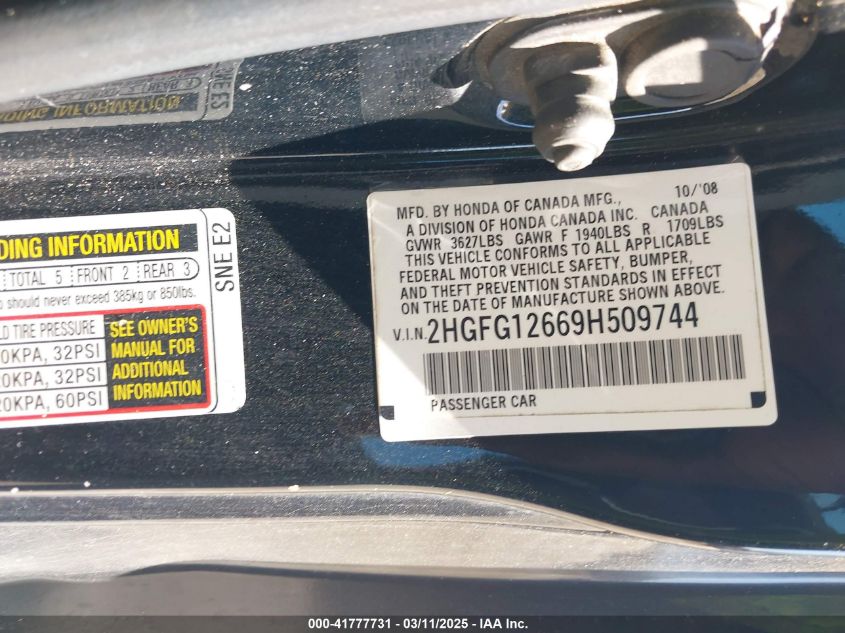 SNE E3
MFD. BY HONDA OF CANADA MFG., 10/'08
A DIVISION OF HONDA CANADA INC. CANADA
GVWR 3627LBS GAWR F 1940LBS R 1709LBS
THIS VEHICLE CONFORMS TO ALL APPLICABLE
FEDERAL MOTOR VEHICLE SAFETY, BUMPER,
AND THEFT PREVENTION STANDARDS IN EFFECT
ON THE DATE OF MANUFACTURE SHOWN ABOVE.
V.I.N. 2HGFG12669H509744
PASSENGER CAR
DING INFORMATION
TOTAL 5 FRONT 2 REAR 3
should never exceed 385kg or 850lbs.
LD TIRE PRESSURE
0KPA, 32PSI
20KPA, 32PSI
20KPA, 60PSI
SEE OWNER'S
MANUAL FOR
ADDITIONAL
INFORMATION
SNE E2
000-41777731 - 03/11/2025 - IAA Inc.